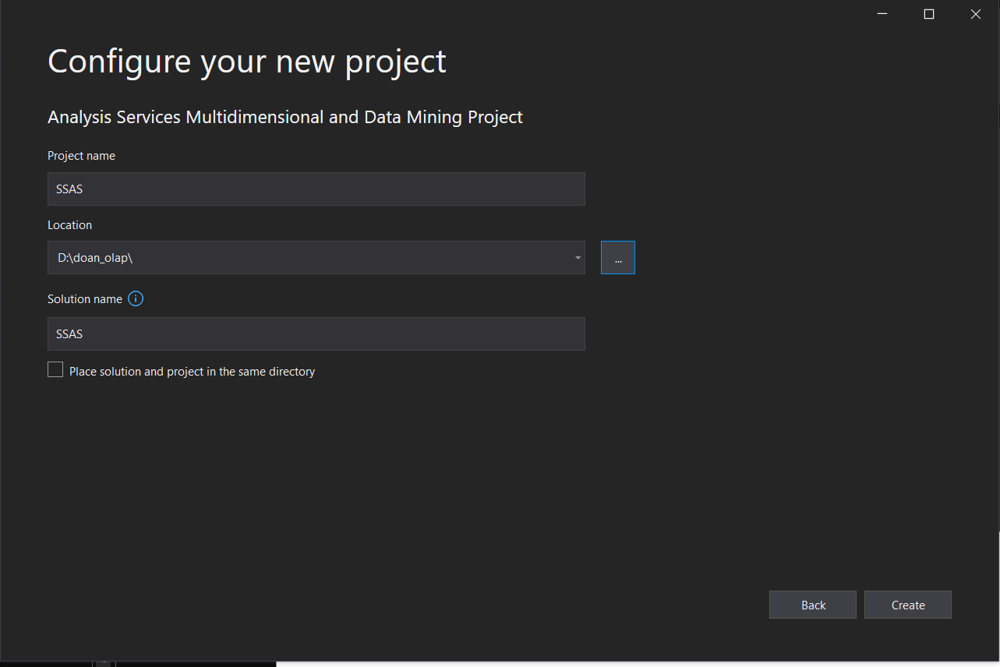 Configure your new project
Analysis Services Multidimensional and Data Mining Project
Project name
SSAS
Location
D:\doan_olap\
...
Solution name
SSAS
Place solution and project in the same directory
Back
Create